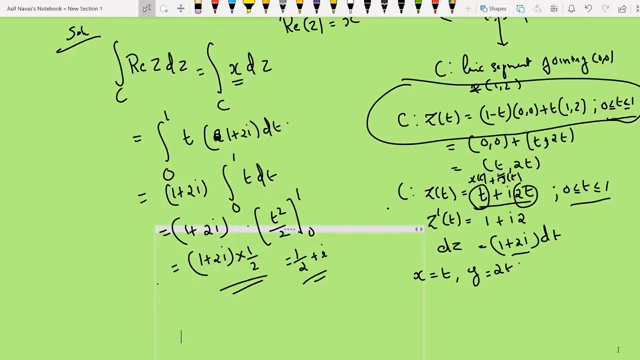 Asif Navas's Notebook » New Section 1
Sol
Re(z) = x
∫_C Re z dz = ∫_C x dz
= ∫_0^1 t (1+2i) dt
= (1+2i) ∫_0^1 t dt
= (1+2i) · [t²/2]_0^1
= (1+2i) × 1/2 = 1/2 + i
C: line segment joining (0,0)
& (1,2)
C: z(t) = (1-t)(0,0) + t(1,2) ; 0≤t≤1
= (0,0) + (t, 2t)
= (t, 2t)
x(t) + iy(t)
C: z(t) = t + i 2t ; 0≤t≤1
z'(t) = 1 + i2
dz = (1+2i) dt
x = t, y = 2t